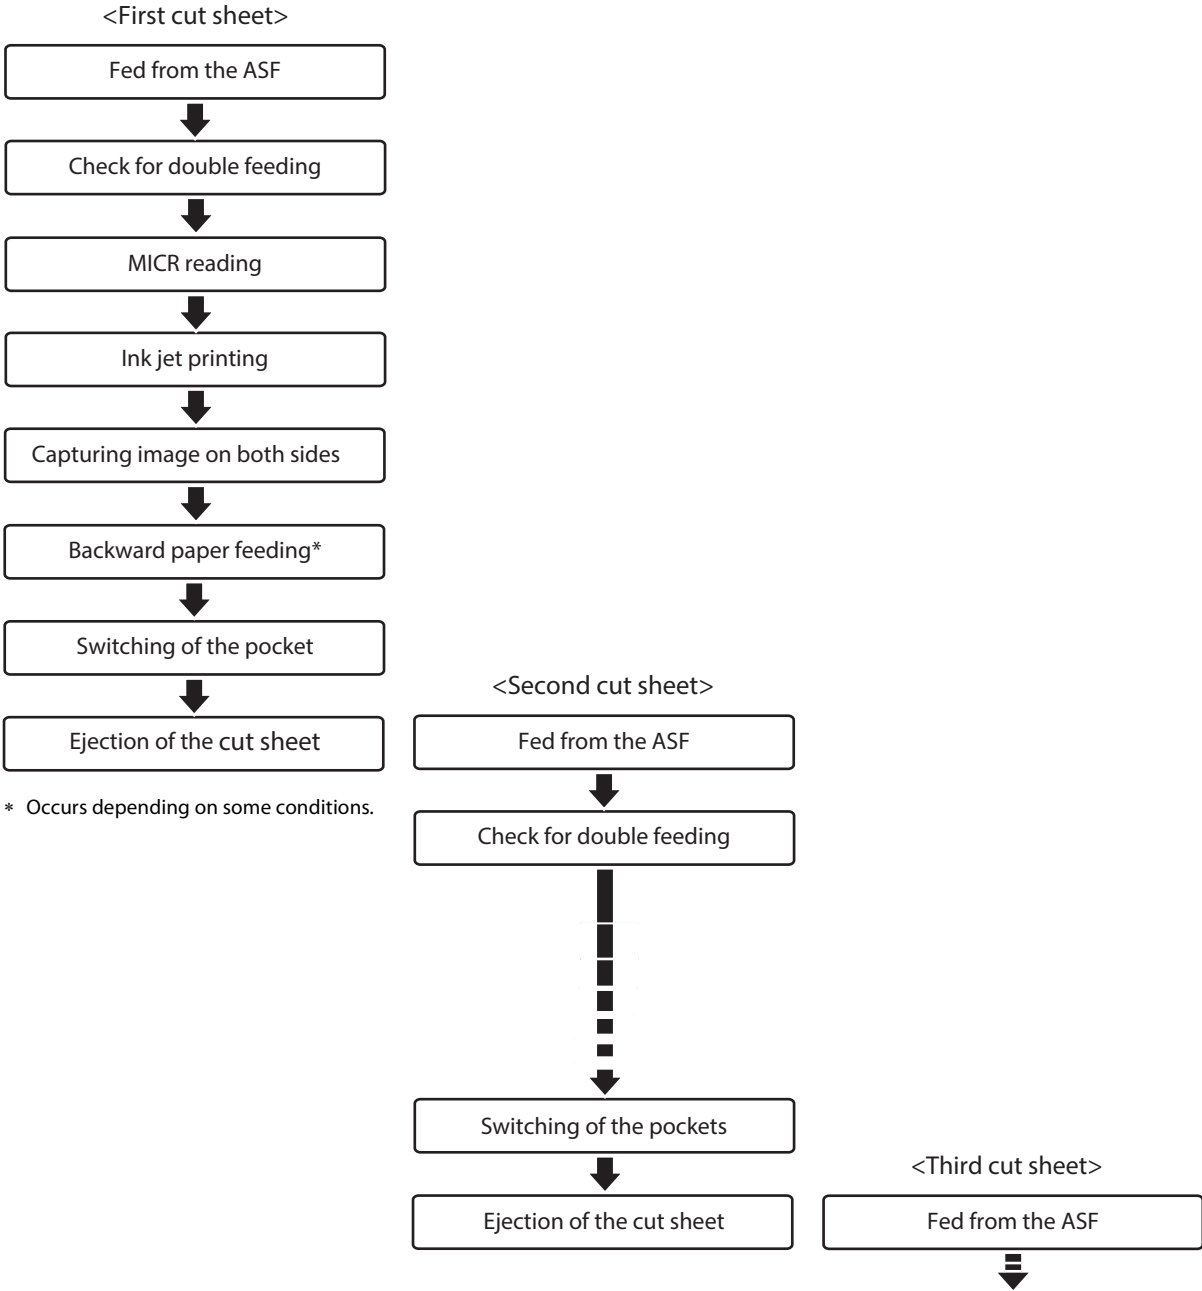 <First cut sheet>
Fed from the ASF
Check for double feeding
MICR reading
Ink jet printing
Capturing image on both sides
Backward paper feeding*
Switching of the pocket
Ejection of the cut sheet
* Occurs depending on some conditions.
<Second cut sheet>
Fed from the ASF
Check for double feeding
Switching of the pockets
Ejection of the cut sheet
<Third cut sheet>
Fed from the ASF